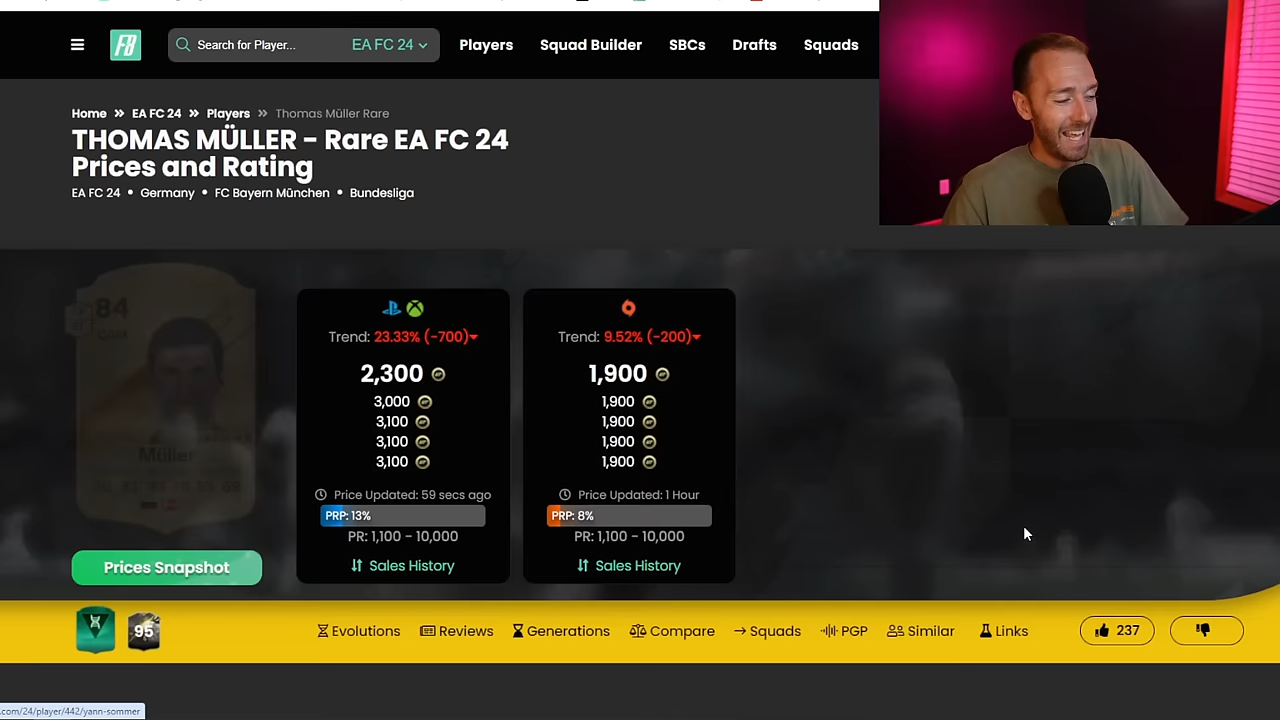 Search for Player...
EA FC 24
Players
Squad Builder
SBCs
Drafts
Squads
Home » EA FC 24 » Players » Thomas Müller Rare
THOMAS MÜLLER - Rare EA FC 24
Prices and Rating
EA FC 24 • Germany • FC Bayern München • Bundesliga
84
Müller
Prices Snapshot
Trend: 23.33% (-700)
2,300
3,000
3,100
3,100
3,100
Price Updated: 59 secs ago
PRP: 13%
PR: 1,100 - 10,000
Sales History
Trend: 9.52% (-200)
1,900
1,900
1,900
1,900
1,900
Price Updated: 1 Hour
PRP: 8%
PR: 1,100 - 10,000
Sales History
95
Evolutions
Reviews
Generations
Compare
Squads
PGP
Similar
Links
237
.com/24/player/442/yann-sommer